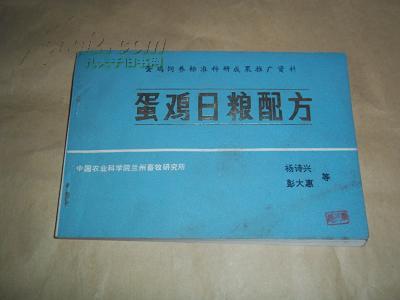 孔夫子旧书网
蛋鸡饲养标准科研成果推广资料
蛋鸡日粮配方
中国农业科学院兰州畜牧研究所
杨诗兴
彭大惠
等